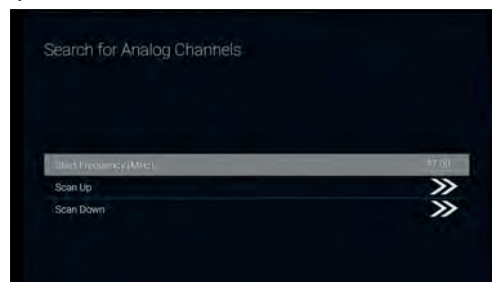 Search for Analog Channels
Start Frequency (MHz)
Scan Up
Scan Down